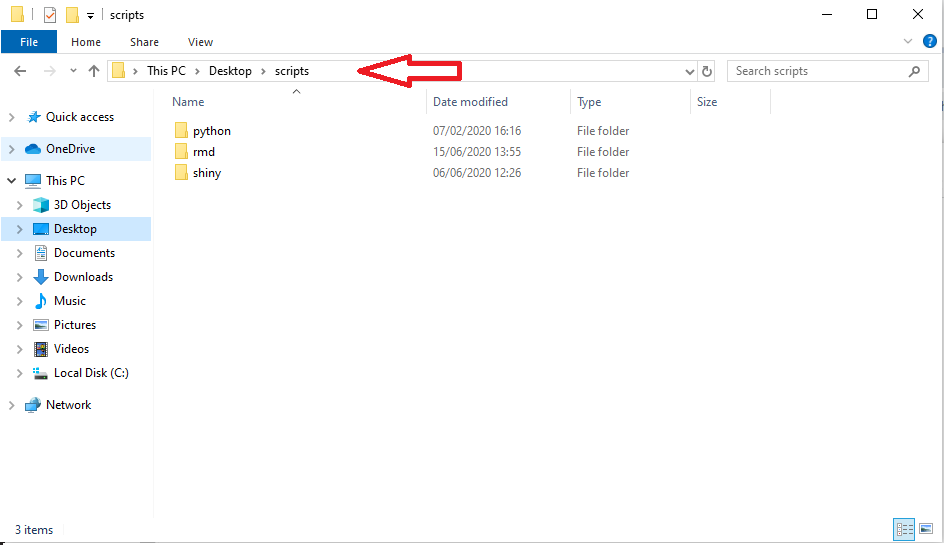 scripts
File Home Share View
This PC Desktop scripts Search scripts
Name Date modified Type Size
Quick access
OneDrive
This PC
3D Objects
Desktop
Documents
Downloads
Music
Pictures
Videos
Local Disk (C:)
Network
python 07/02/2020 16:16 File folder
rmd 15/06/2020 13:55 File folder
shiny 06/06/2020 12:26 File folder
3 items